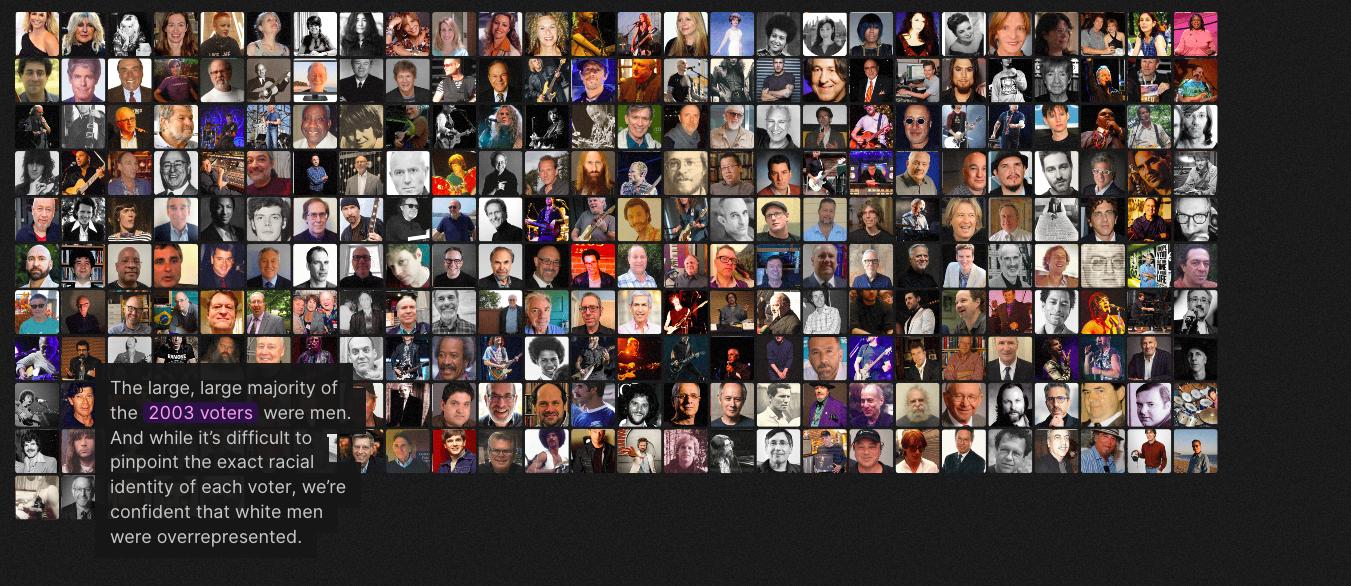 The large, large majority of
the 2003 voters were men.
And while it’s difficult to
pinpoint the exact racial
identity of each voter, we’re
confident that white men
were overrepresented.